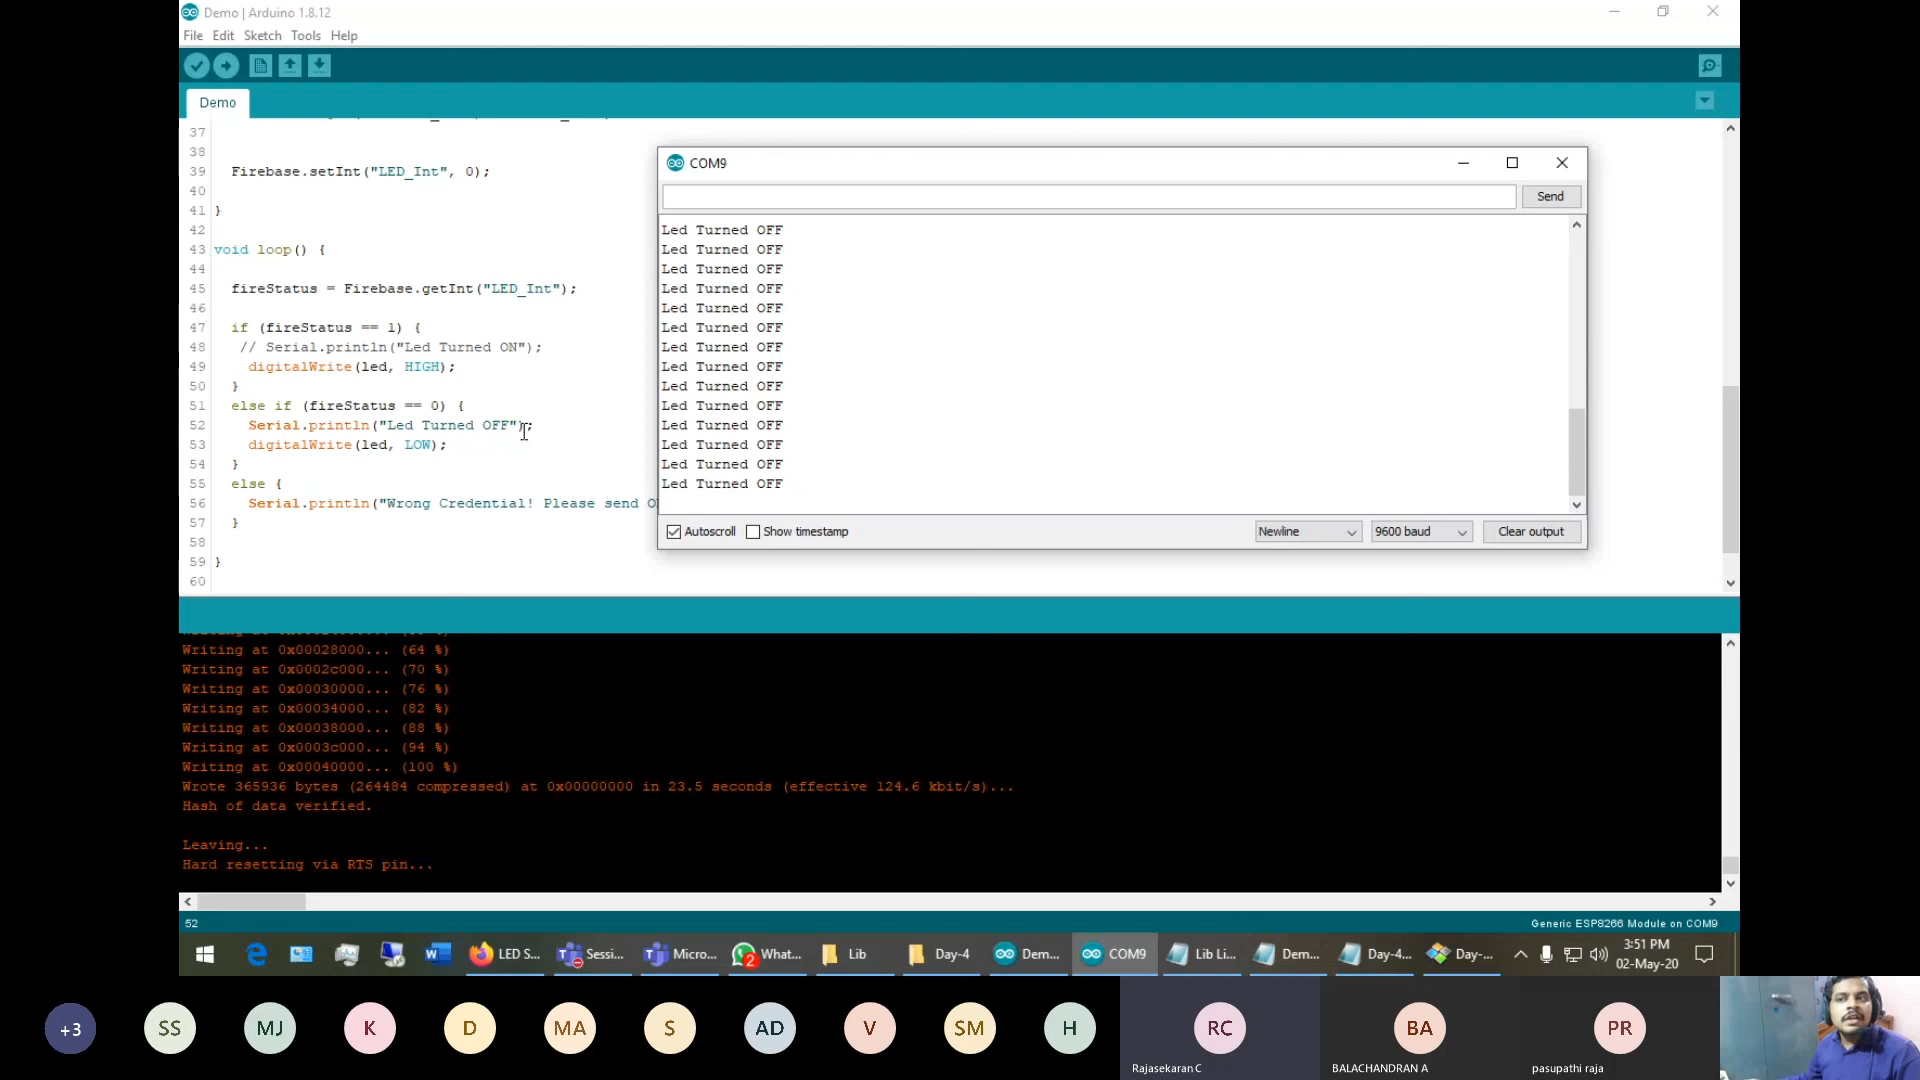 Demo | Arduino 1.8.12
File Edit Sketch Tools Help
Demo
37
38
39 Firebase.setInt("LED_Int", 0);
40
41 }
42
43 void loop() {
44
45 fireStatus = Firebase.getInt("LED_Int");
46
47 if (fireStatus == 1) {
48 // Serial.println("Led Turned ON");
49 digitalWrite(led, HIGH);
50 }
51 else if (fireStatus == 0) {
52 Serial.println("Led Turned OFF");
53 digitalWrite(led, LOW);
54 }
55 else {
56 Serial.println("Wrong Credential! Please send
57 }
58
59 }
60
COM9
Send
Led Turned OFF
Led Turned OFF
Led Turned OFF
Led Turned OFF
Led Turned OFF
Led Turned OFF
Led Turned OFF
Led Turned OFF
Led Turned OFF
Led Turned OFF
Led Turned OFF
Led Turned OFF
Led Turned OFF
Led Turned OFF
Autoscroll Show timestamp Newline 9600 baud Clear output
Writing at 0x00028000... (64 %)
Writing at 0x0002c000... (70 %)
Writing at 0x00030000... (76 %)
Writing at 0x00034000... (82 %)
Writing at 0x00038000... (88 %)
Writing at 0x0003c000... (94 %)
Writing at 0x00040000... (100 %)
Wrote 365936 bytes (264484 compressed) at 0x00000000 in 23.5 seconds (effective 124.6 kbit/s)...
Hash of data verified.
Leaving...
Hard resetting via RTS pin...
52 Generic ESP8266 Module on COM9
LED S... Sessi... Micro... 2 What... Lib Day-4 Dem... COM9 Lib Li... Dem... Day-4... Day-... 3:51 PM
02-May-20
+3 SS MJ K D MA S AD V SM H RC BA PR
Rajasekaran C BALACHANDRAN A pasupathi raja